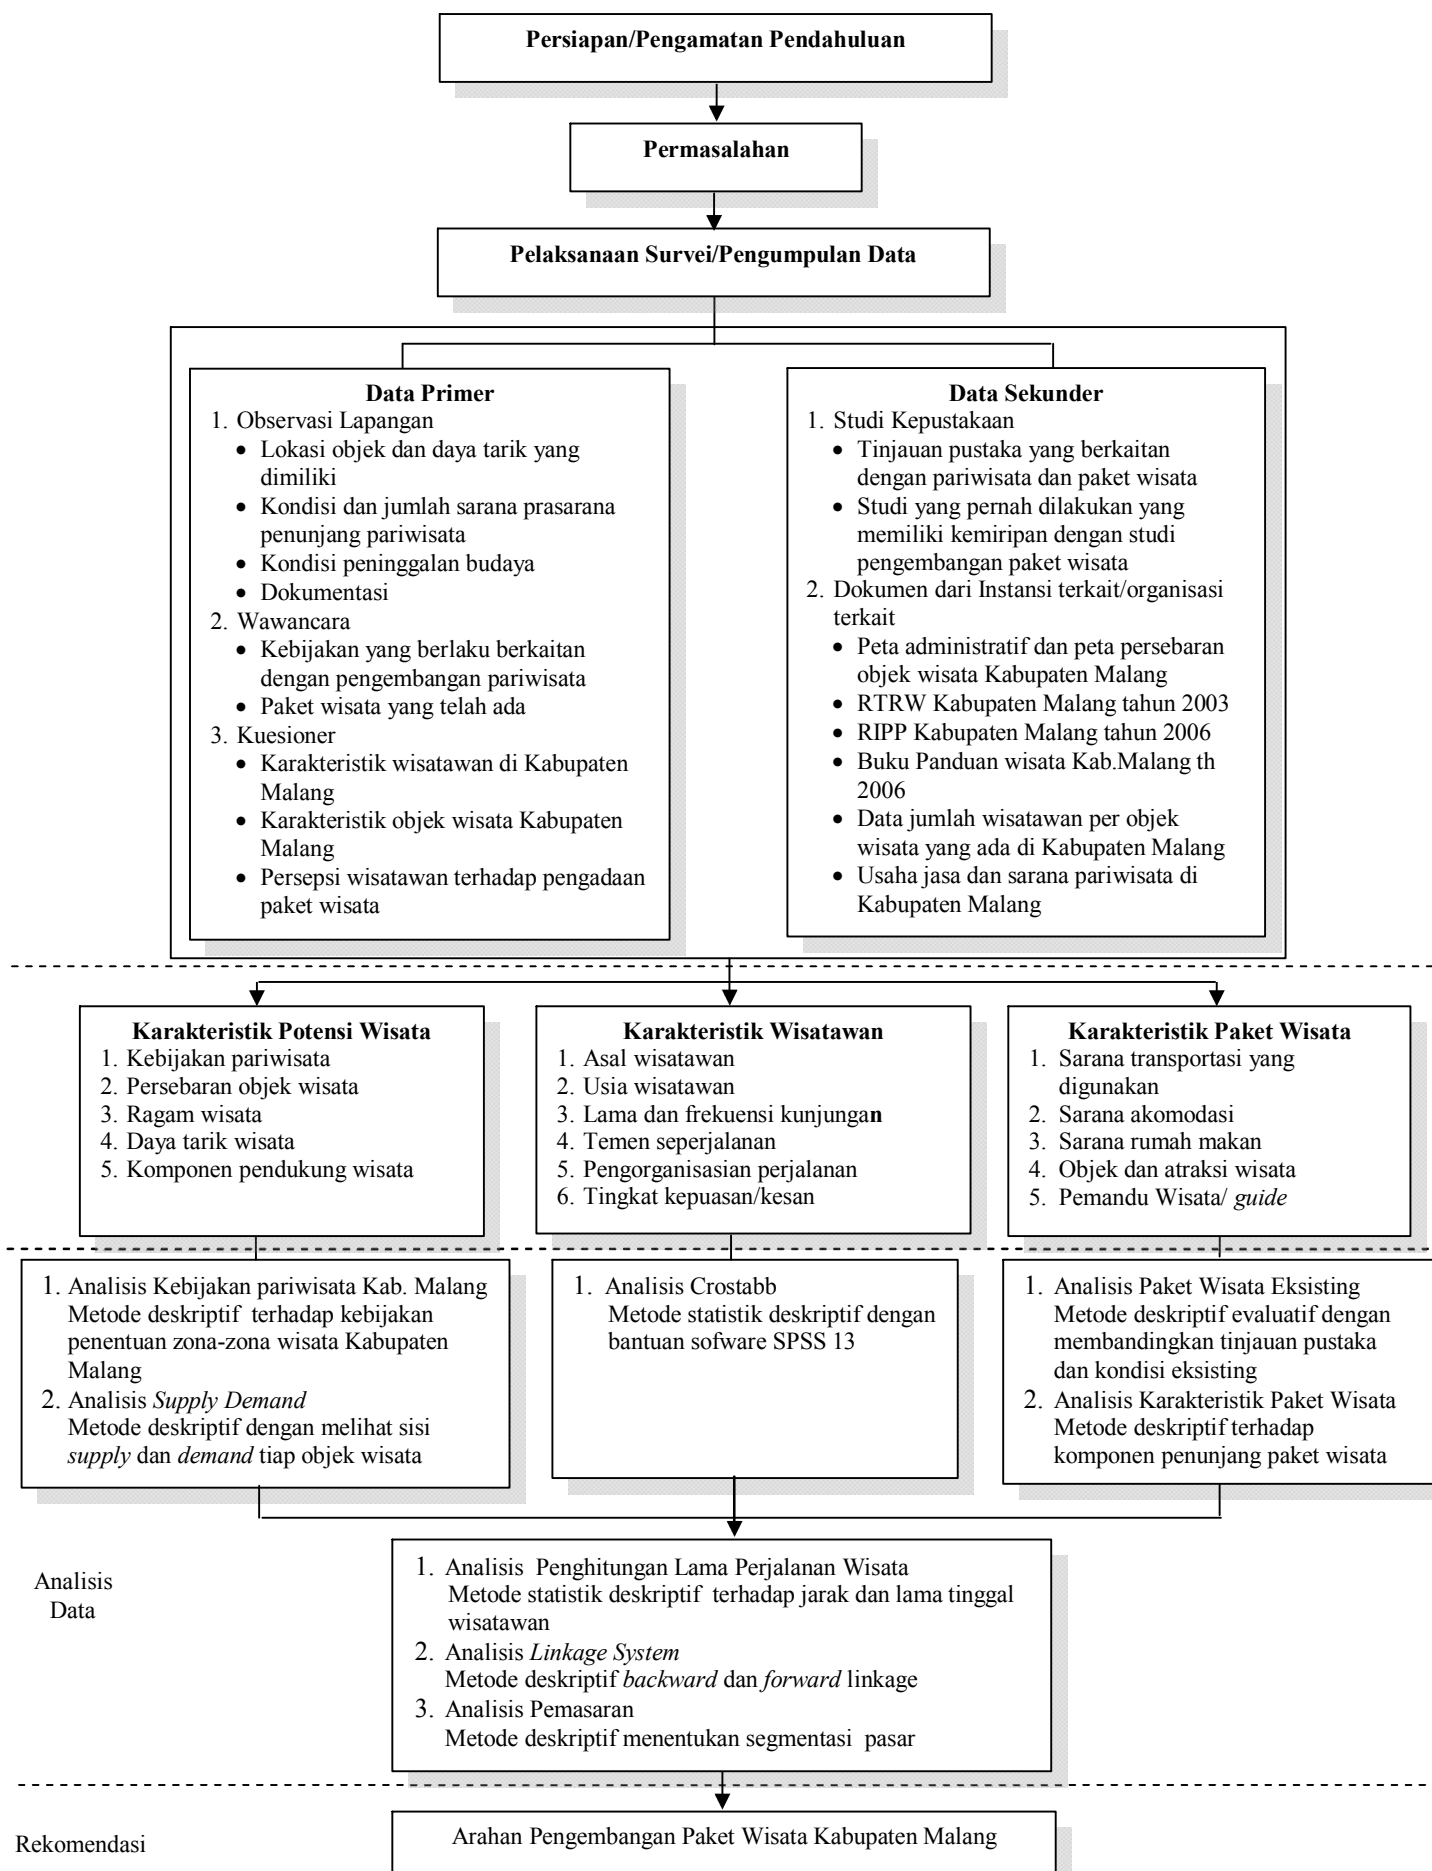 Persiapan/Pengamatan Pendahuluan
Permasalahan
Pelaksanaan Survei/Pengumpulan Data
Data Primer
1. Observasi Lapangan
• Lokasi objek dan daya tarik yang
dimiliki
• Kondisi dan jumlah sarana prasarana
penunjang pariwisata
• Kondisi peninggalan budaya
• Dokumentasi
2. Wawancara
• Kebijakan yang berlaku berkaitan
dengan pengembangan pariwisata
• Paket wisata yang telah ada
3. Kuesioner
• Karakteristik wisatawan di Kabupaten
Malang
• Karakteristik objek wisata Kabupaten
Malang
• Persepsi wisatawan terhadap pengadaan
paket wisata
Data Sekunder
1. Studi Kepustakaan
• Tinjauan pustaka yang berkaitan
dengan pariwisata dan paket wisata
• Studi yang pernah dilakukan yang
memiliki kemiripan dengan studi
pengembangan paket wisata
2. Dokumen dari Instansi terkait/organisasi
terkait
• Peta administratif dan peta persebaran
objek wisata Kabupaten Malang
• RTRW Kabupaten Malang tahun 2003
• RIPP Kabupaten Malang tahun 2006
• Buku Panduan wisata Kab.Malang th
2006
• Data jumlah wisatawan per objek
wisata yang ada di Kabupaten Malang
• Usaha jasa dan sarana pariwisata di
Kabupaten Malang
Karakteristik Potensi Wisata
1. Kebijakan pariwisata
2. Persebaran objek wisata
3. Ragam wisata
4. Daya tarik wisata
5. Komponen pendukung wisata
Karakteristik Wisatawan
1. Asal wisatawan
2. Usia wisatawan
3. Lama dan frekuensi kunjungan
4. Temen seperjalanan
5. Pengorganisasian perjalanan
6. Tingkat kepuasan/kesan
Karakteristik Paket Wisata
1. Sarana transportasi yang
digunakan
2. Sarana akomodasi
3. Sarana rumah makan
4. Objek dan atraksi wisata
5. Pemandu Wisata/ guide
1. Analisis Kebijakan pariwisata Kab. Malang
Metode deskriptif terhadap kebijakan
penentuan zona-zona wisata Kabupaten
Malang
2. Analisis Supply Demand
Metode deskriptif dengan melihat sisi
supply dan demand tiap objek wisata
1. Analisis Crostabb
Metode statistik deskriptif dengan
bantuan sofware SPSS 13
1. Analisis Paket Wisata Eksisting
Metode deskriptif evaluatif dengan
membandingkan tinjauan pustaka
dan kondisi eksisting
2. Analisis Karakteristik Paket Wisata
Metode deskriptif terhadap
komponen penunjang paket wisata
Analisis
Data
1. Analisis Penghitungan Lama Perjalanan Wisata
Metode statistik deskriptif terhadap jarak dan lama tinggal
wisatawan
2. Analisis Linkage System
Metode deskriptif backward dan forward linkage
3. Analisis Pemasaran
Metode deskriptif menentukan segmentasi pasar
Rekomendasi
Arahan Pengembangan Paket Wisata Kabupaten Malang